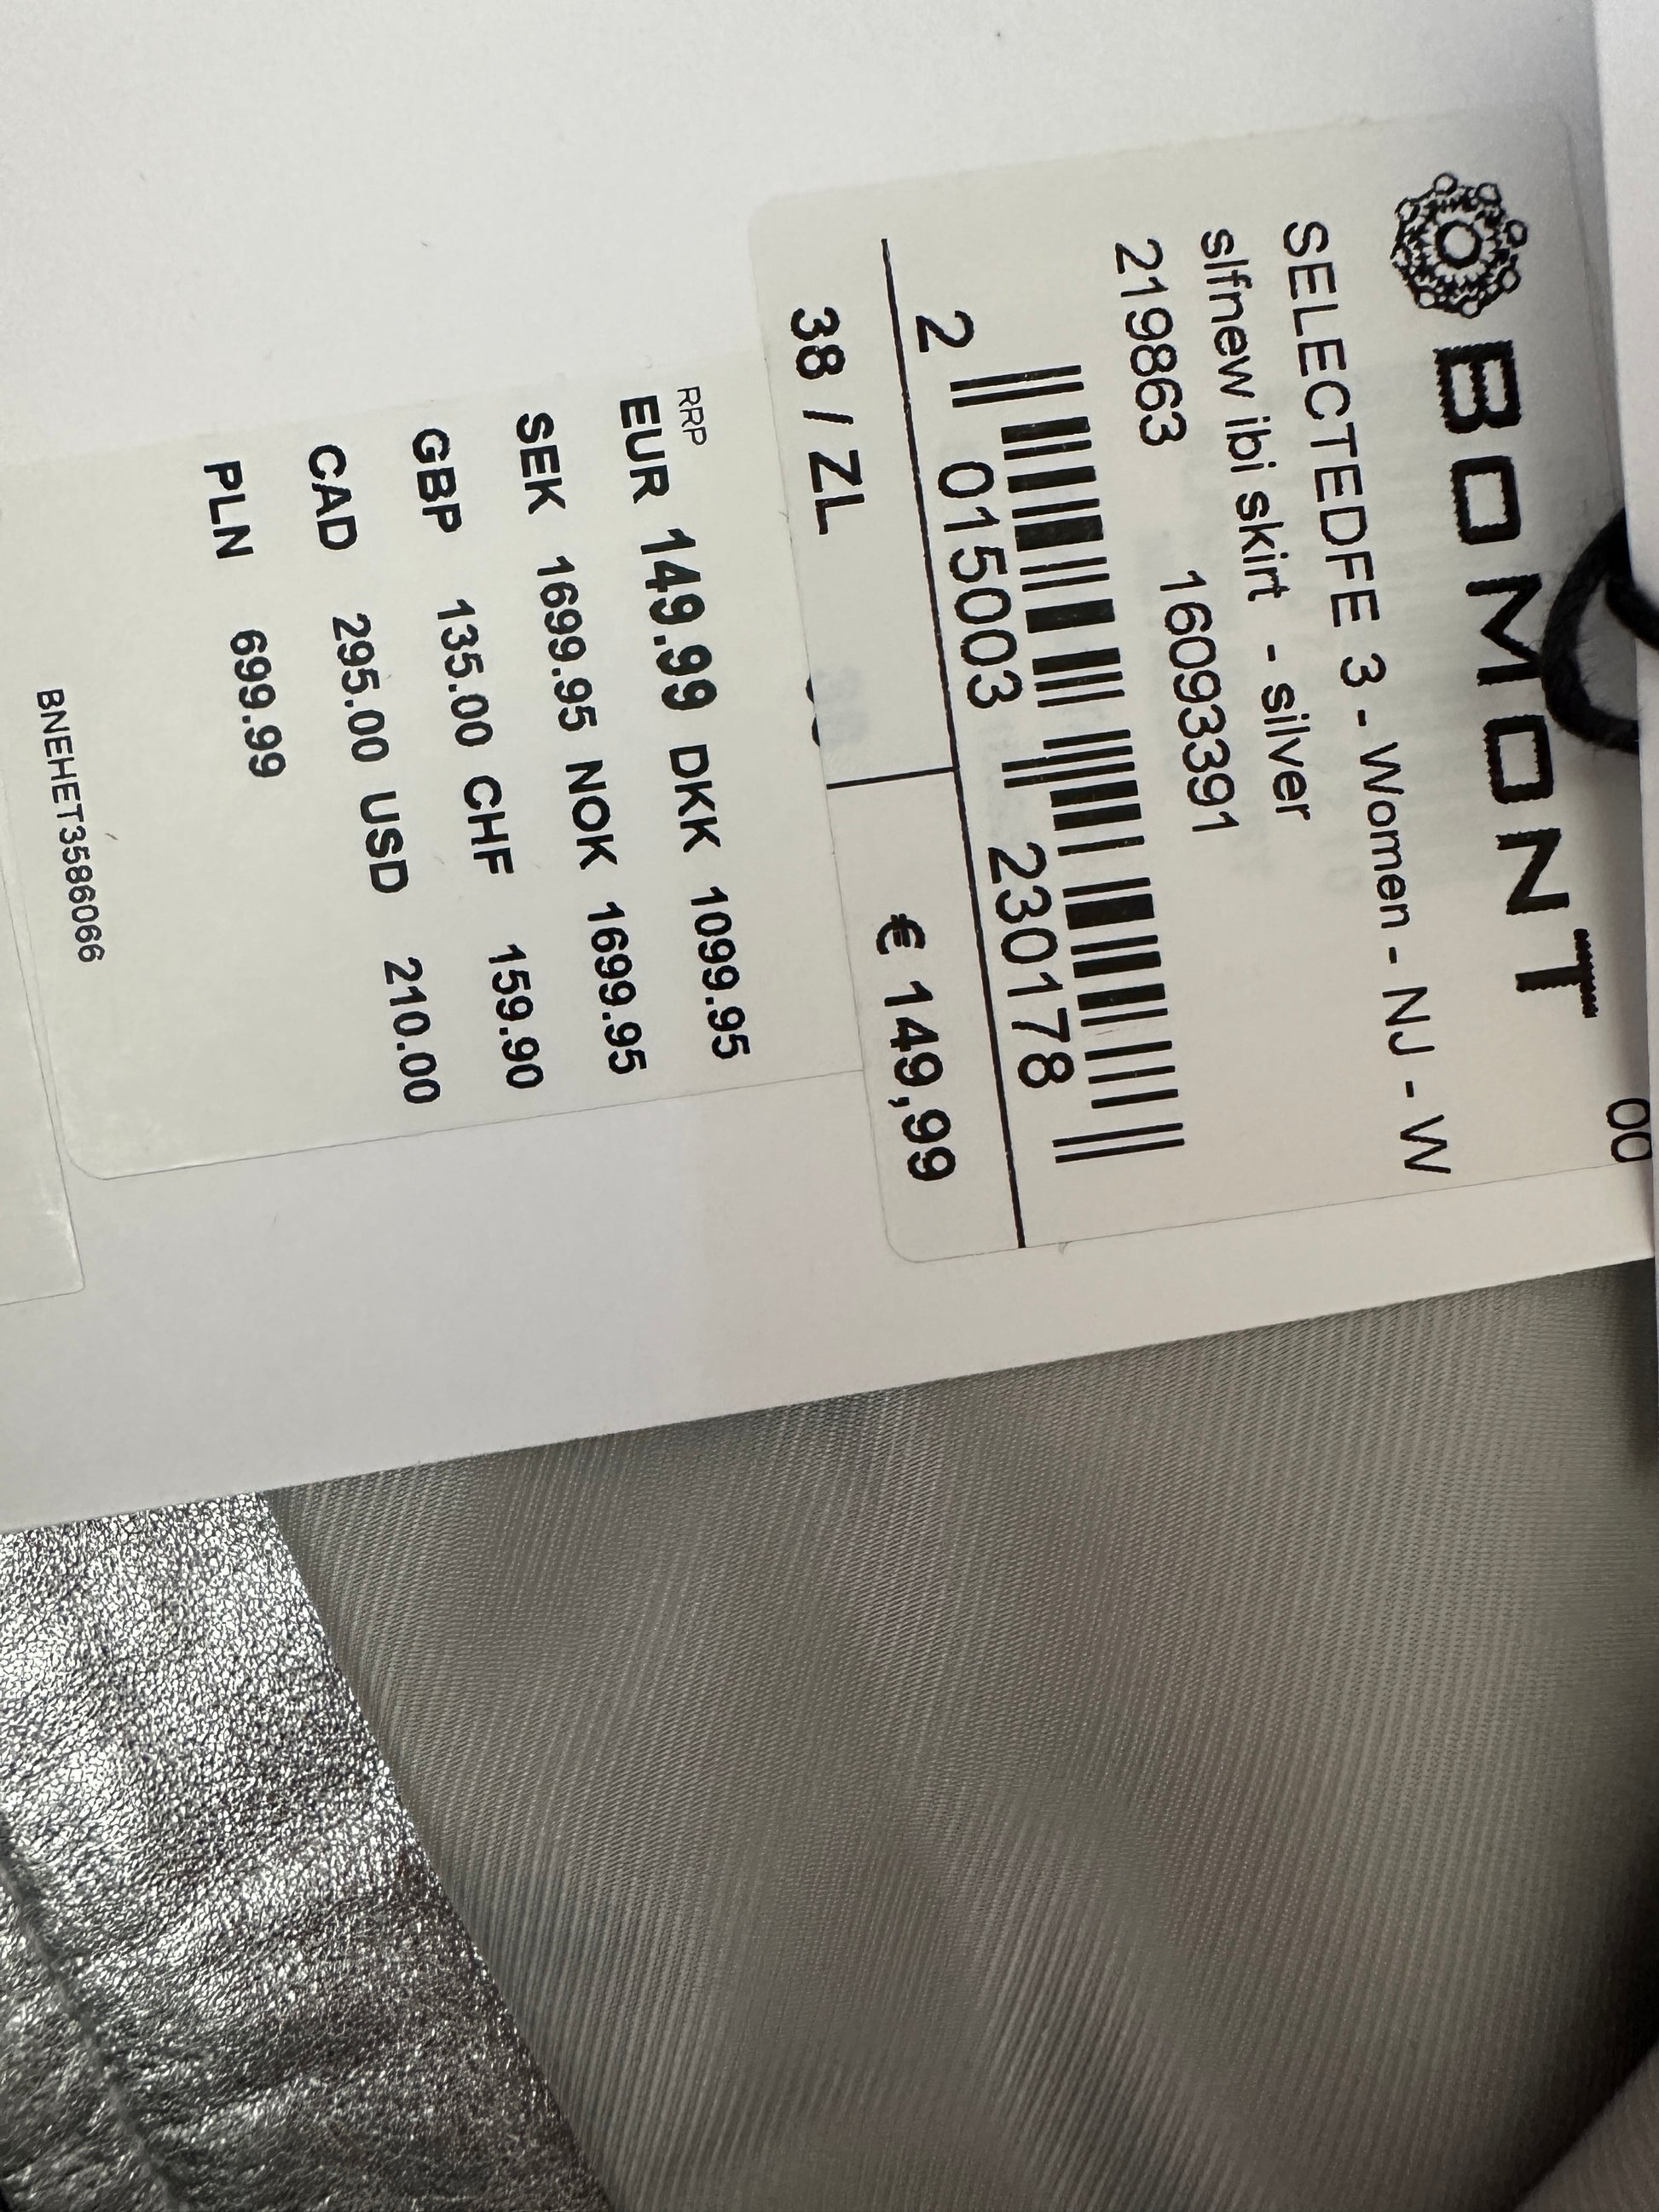 00
BOMONT
SELECTEDFE 3 - Women - NJ - W
slfnew ibi skirt - silver
219863 16093391
2 015003 230178
38 / ZL € 149,99
RRP
EUR 149.99 DKK 1099.95
SEK 1699.95 NOK 1699.95
GBP 135.00 CHF 159.90
CAD 295.00 USD 210.00
PLN 699.99
BNEHET3586066